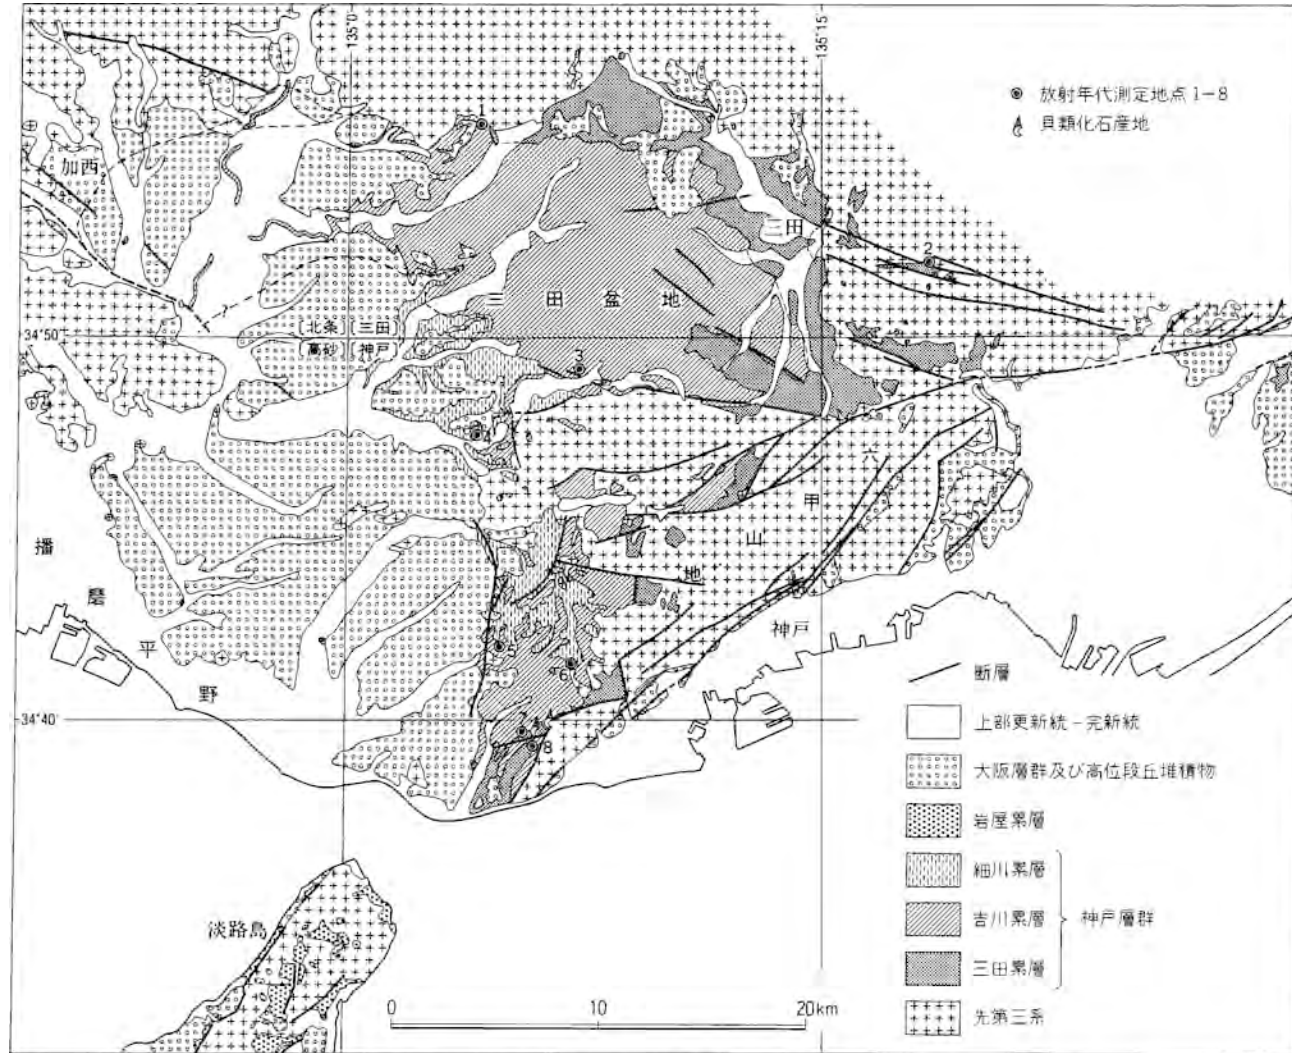 135°0'
135°15'
放射年代測定地点 1-8
貝類化石産地
1
加西
三田
2
三田盆地
[北条][三田]
34°50'
[高砂][神戸]
?
3
4
六甲山地
播磨平野
神戸
5
6
34°40'
7
8
断層
上部更新統-完新統
大阪層群及び高位段丘堆積物
岩屋累層
細川累層
吉川累層
神戸層群
三田累層
先第三系
淡路島
0 10 20km